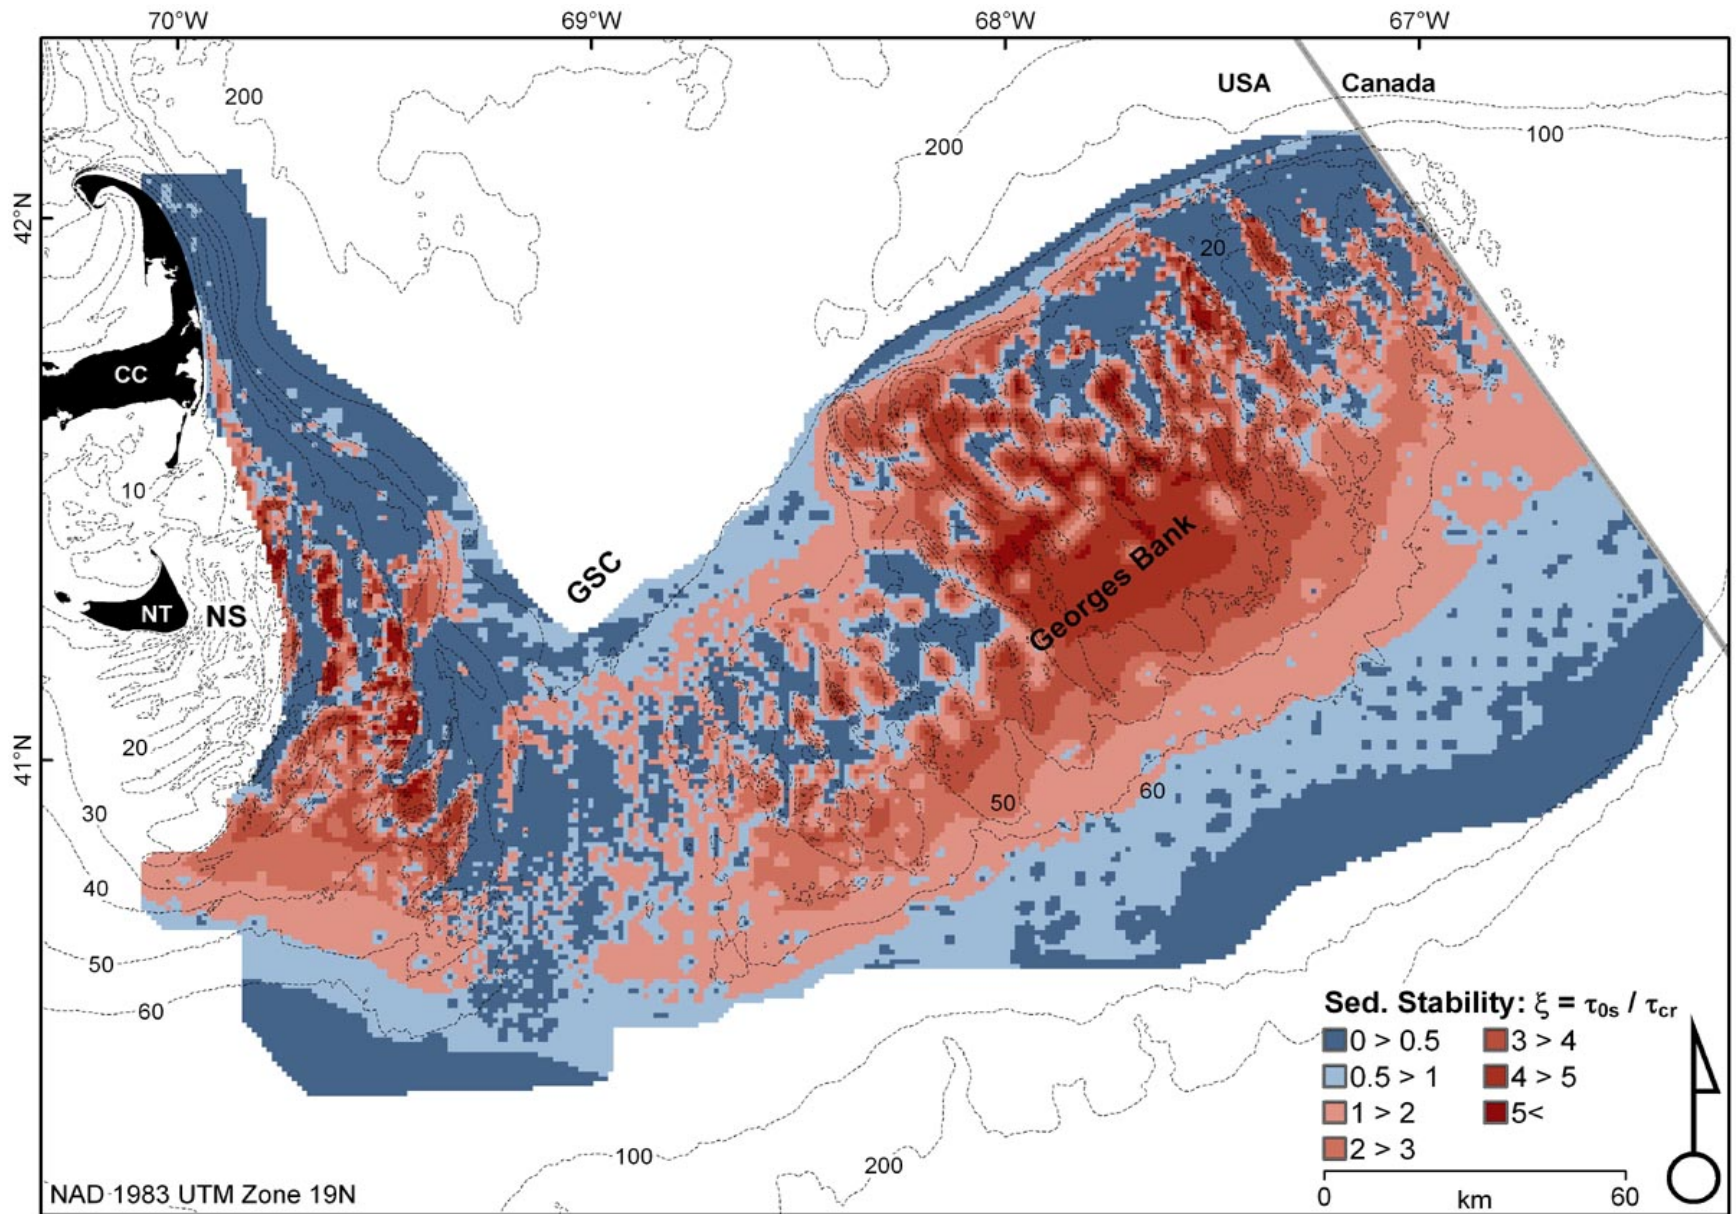 70°W 69°W 68°W 67°W
USA Canada
200
200
100
42°N
20
CC
10
GSC
Georges Bank
NT NS
20
41°N
30
50
60
40
50
60
Sed. Stability: ξ = τ0s / τcr
0 > 0.5 3 > 4
0.5 > 1 4 > 5
1 > 2 5<
2 > 3
100
200
NAD 1983 UTM Zone 19N
0 km 60